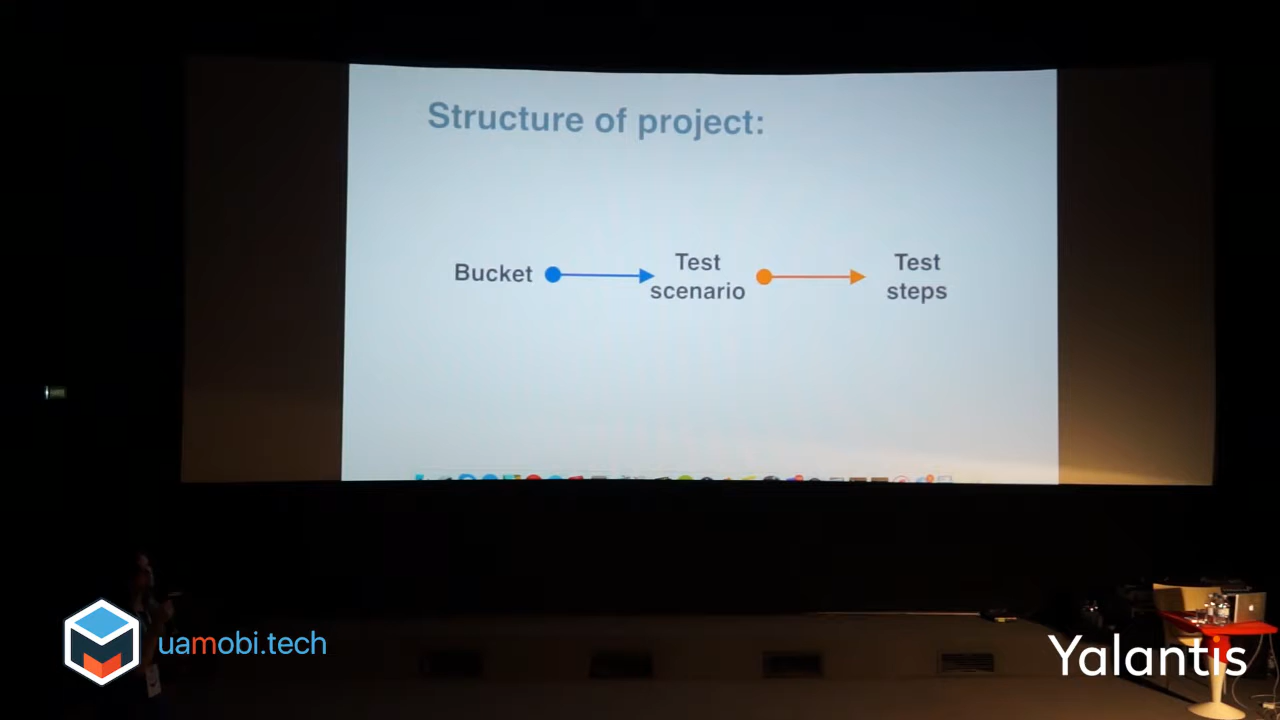 Structure of project:
Bucket
Test
scenario
Test
steps
uamobi.tech
Yalantis